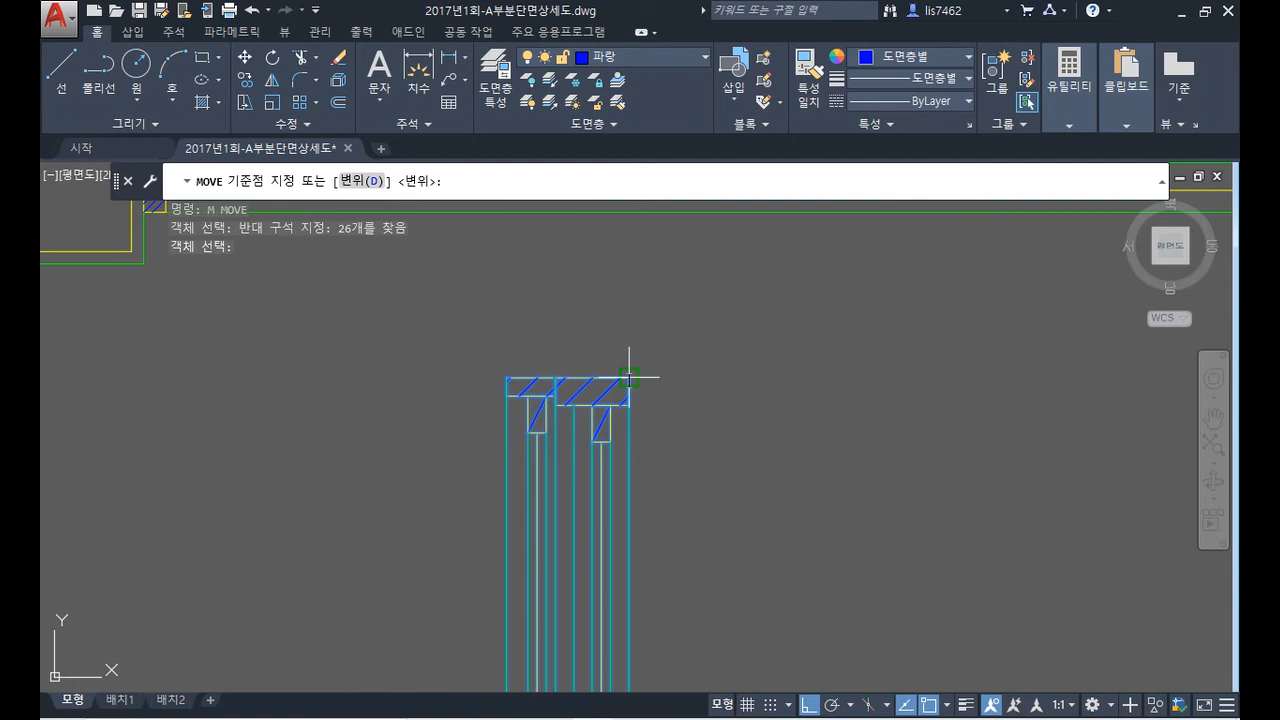 A 2017년1회-A부분단면상세도.dwg 키워드 또는 구절 입력 lis7462
홈 삽입 주석 파라메트릭 뷰 관리 출력 애드인 공동 작업 주요 응용프로그램
선 폴리선 원 호 문자 치수 도면층 특성 파랑 삽입 특성 일치 도면층별 도면층별 ByLayer 그룹 유틸리티 클립보드 기준
그리기 수정 주석 도면층 블록 특성 그룹 뷰
시작 2017년1회-A부분단면상세도*
[−][평면도][2
MOVE 기준점 지정 또는 [변위(D)] <변위>:
명령: M MOVE
객체 선택: 반대 구석 지정: 26개를 찾음
객체 선택:
북
서 평면도 동
남
WCS
Y
X
모형 배치1 배치2 모형 1:1